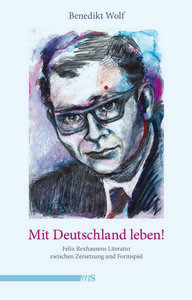 Benedikt Wolf
Mit Deutschland leben!
Felix Rexhausens Literatur
zwischen Zersetzung und Formspiel
mS